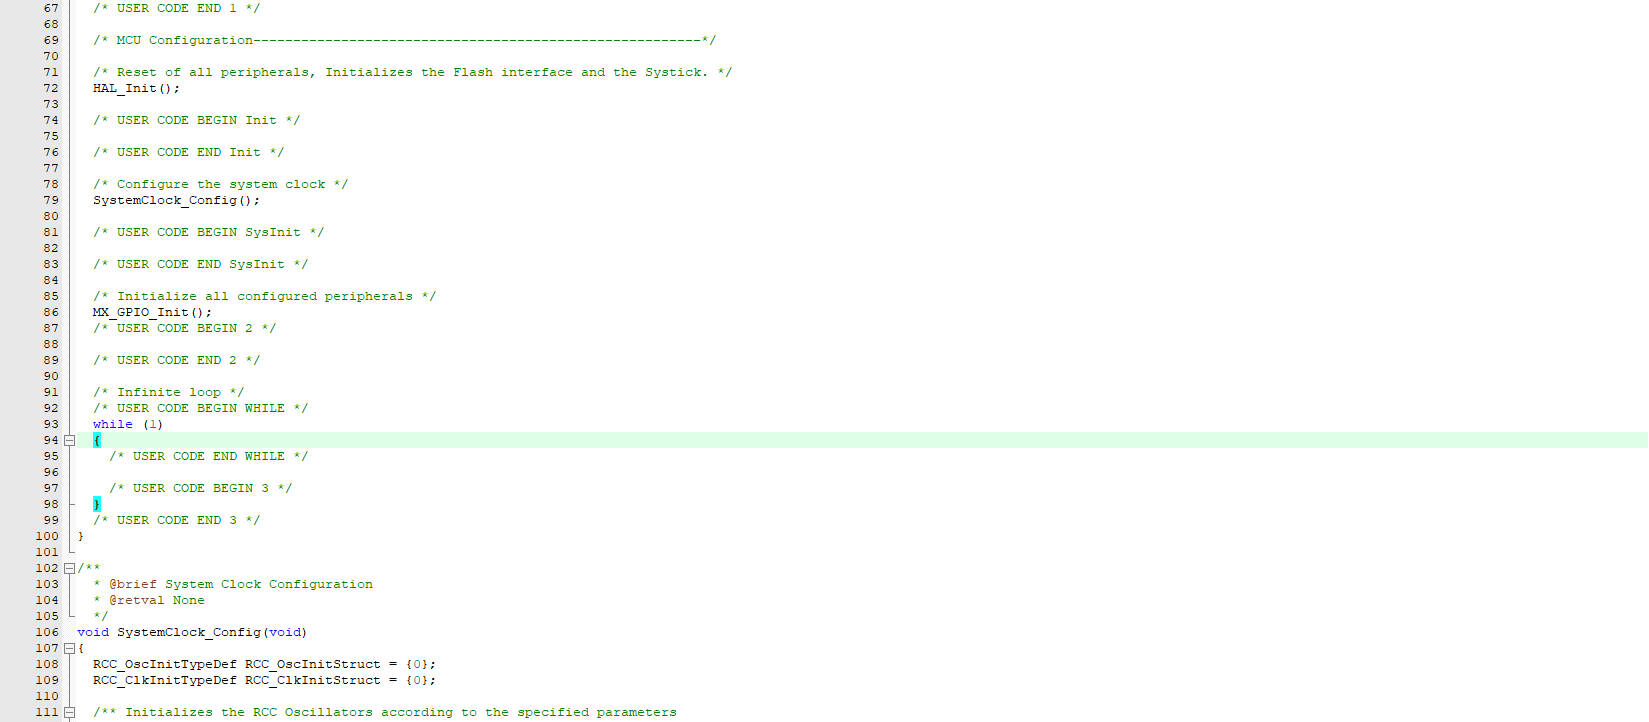 67 /* USER CODE END 1 */
68
69 /* MCU Configuration--------------------------------------------------------*/
70
71 /* Reset of all peripherals, Initializes the Flash interface and the Systick. */
72 HAL_Init();
73
74 /* USER CODE BEGIN Init */
75
76 /* USER CODE END Init */
77
78 /* Configure the system clock */
79 SystemClock_Config();
80
81 /* USER CODE BEGIN SysInit */
82
83 /* USER CODE END SysInit */
84
85 /* Initialize all configured peripherals */
86 MX_GPIO_Init();
87 /* USER CODE BEGIN 2 */
88
89 /* USER CODE END 2 */
90
91 /* Infinite loop */
92 /* USER CODE BEGIN WHILE */
93 while (1)
94 {
95 /* USER CODE END WHILE */
96
97 /* USER CODE BEGIN 3 */
98 }
99 /* USER CODE END 3 */
100 }
101
102 /**
103 * @brief System Clock Configuration
104 * @retval None
105 */
106 void SystemClock_Config(void)
107 {
108 RCC_OscInitTypeDef RCC_OscInitStruct = {0};
109 RCC_ClkInitTypeDef RCC_ClkInitStruct = {0};
110
111 /** Initializes the RCC Oscillators according to the specified parameters